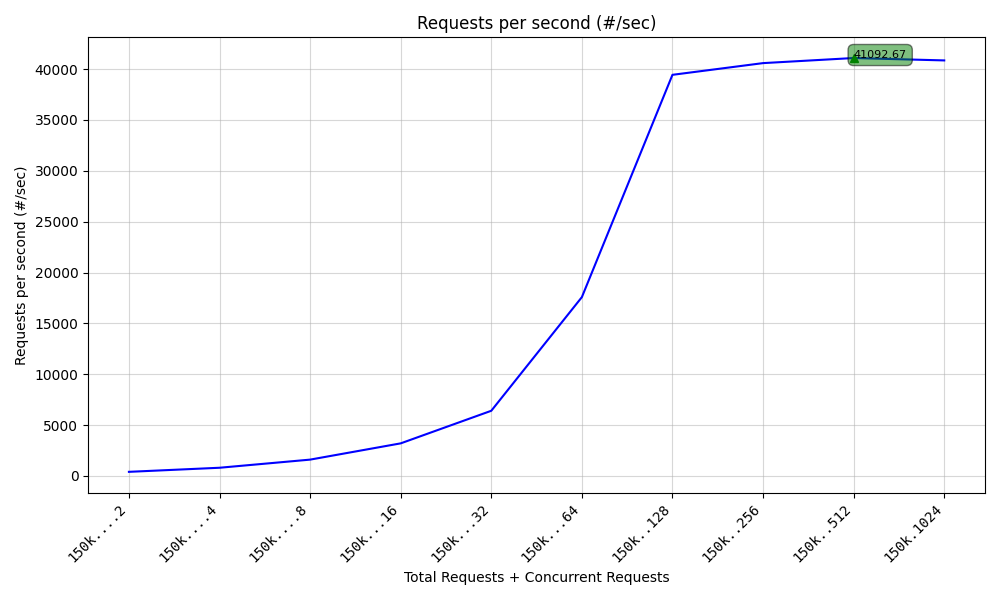 Requests per second (#/sec)
41092.67
Requests per second (#/sec)
40000
35000
30000
25000
20000
15000
10000
5000
0
150k....2
150k....4
150k....8
150k...16
150k...32
150k...64
150k..128
150k..256
150k..512
150k.1024
Total Requests + Concurrent Requests